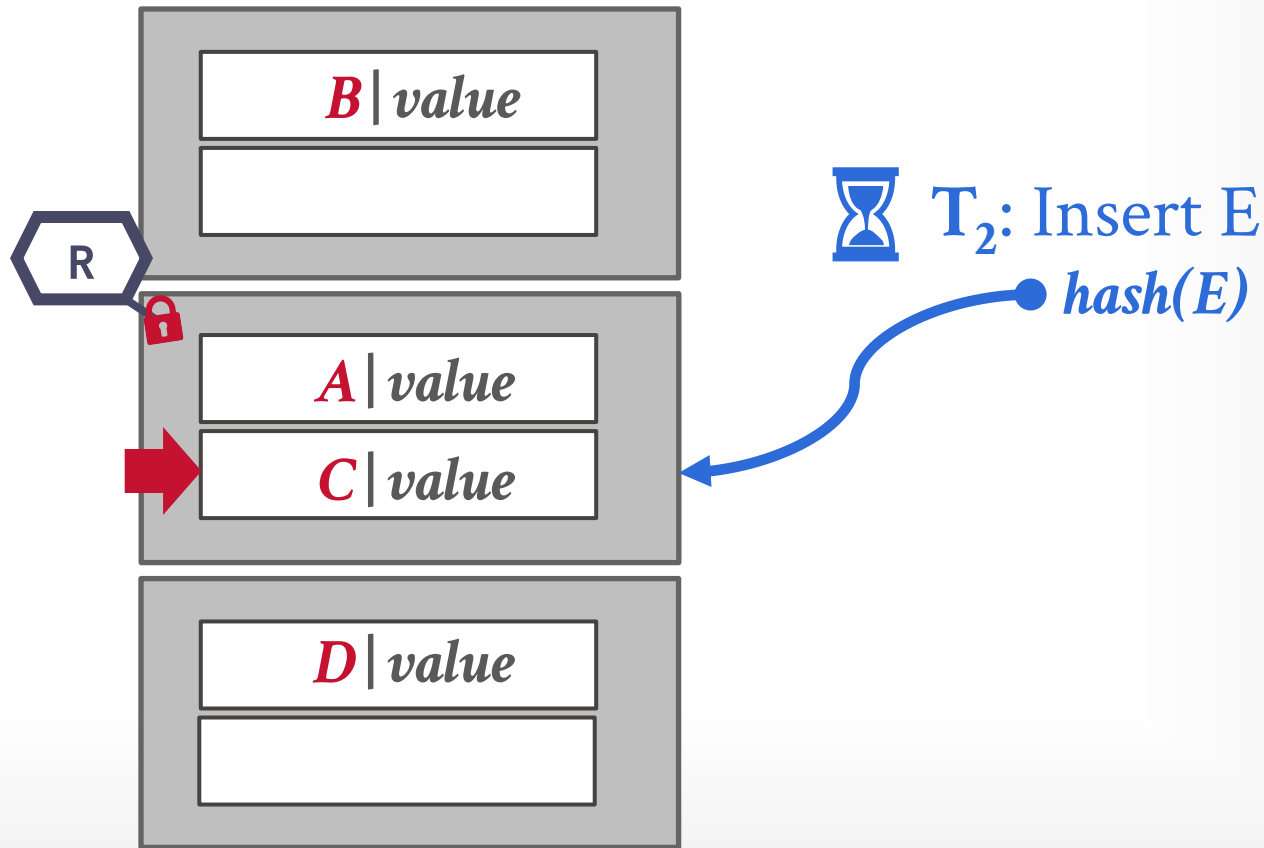 B|value
T₂: Insert E
R
hash(E)
A|value
C|value
D|value